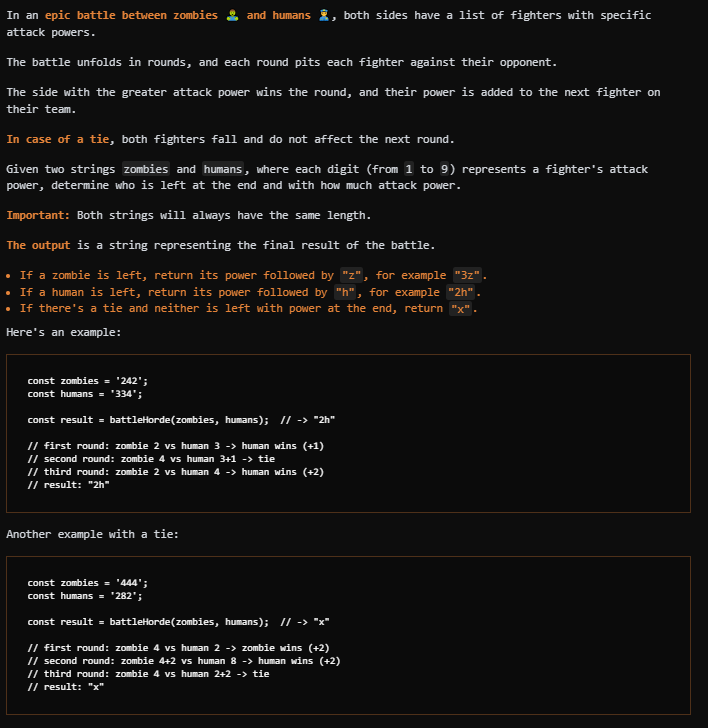 In an epic battle between zombies 🧟‍♂️ and humans 👨‍✈️, both sides have a list of fighters with specific
attack powers.
The battle unfolds in rounds, and each round pits each fighter against their opponent.
The side with the greater attack power wins the round, and their power is added to the next fighter on
their team.
In case of a tie, both fighters fall and do not affect the next round.
Given two strings zombies and humans, where each digit (from 1 to 9) represents a fighter's attack
power, determine who is left at the end and with how much attack power.
Important: Both strings will always have the same length.
The output is a string representing the final result of the battle.
• If a zombie is left, return its power followed by "z", for example "3z".
• If a human is left, return its power followed by "h", for example "2h".
• If there's a tie and neither is left with power at the end, return "x".
Here's an example:
const zombies = '242';
const humans = '334';
const result = battleHorde(zombies, humans);  // -> "2h"
// first round: zombie 2 vs human 3 -> human wins (+1)
// second round: zombie 4 vs human 3+1 -> tie
// third round: zombie 2 vs human 4 -> human wins (+2)
// result: "2h"
Another example with a tie:
const zombies = '444';
const humans = '282';
const result = battleHorde(zombies, humans);  // -> "x"
// first round: zombie 4 vs human 2 -> zombie wins (+2)
// second round: zombie 4+2 vs human 8 -> human wins (+2)
// third round: zombie 4 vs human 2+2 -> tie
// result: "x"